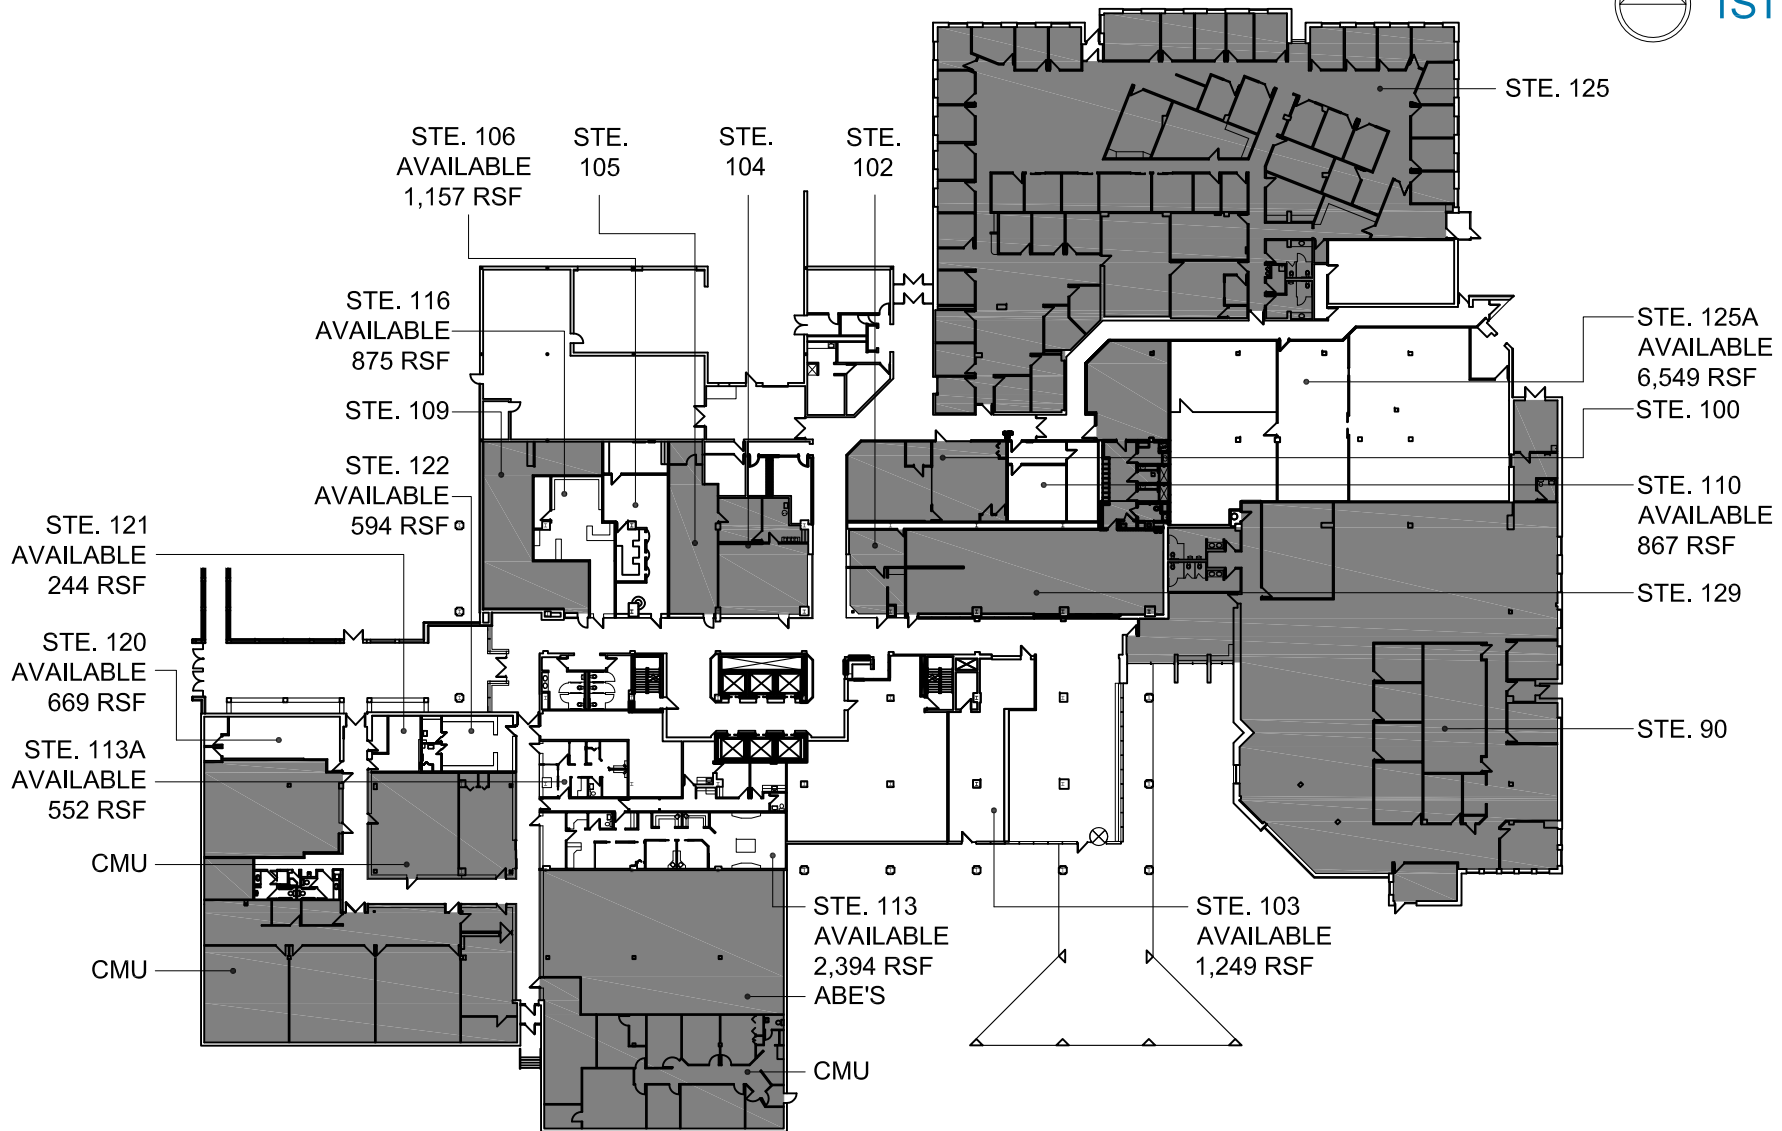 1ST
STE. 125
STE. 106
AVAILABLE
1,157 RSF
STE.
105
STE.
104
STE.
102
STE. 116
AVAILABLE
875 RSF
STE. 109
STE. 122
AVAILABLE
594 RSF
STE. 121
AVAILABLE
244 RSF
STE. 120
AVAILABLE
669 RSF
STE. 113A
AVAILABLE
552 RSF
CMU
CMU
STE. 125A
AVAILABLE
6,549 RSF
STE. 100
STE. 110
AVAILABLE
867 RSF
STE. 129
STE. 90
STE. 113
AVAILABLE
2,394 RSF
ABE'S
STE. 103
AVAILABLE
1,249 RSF
CMU